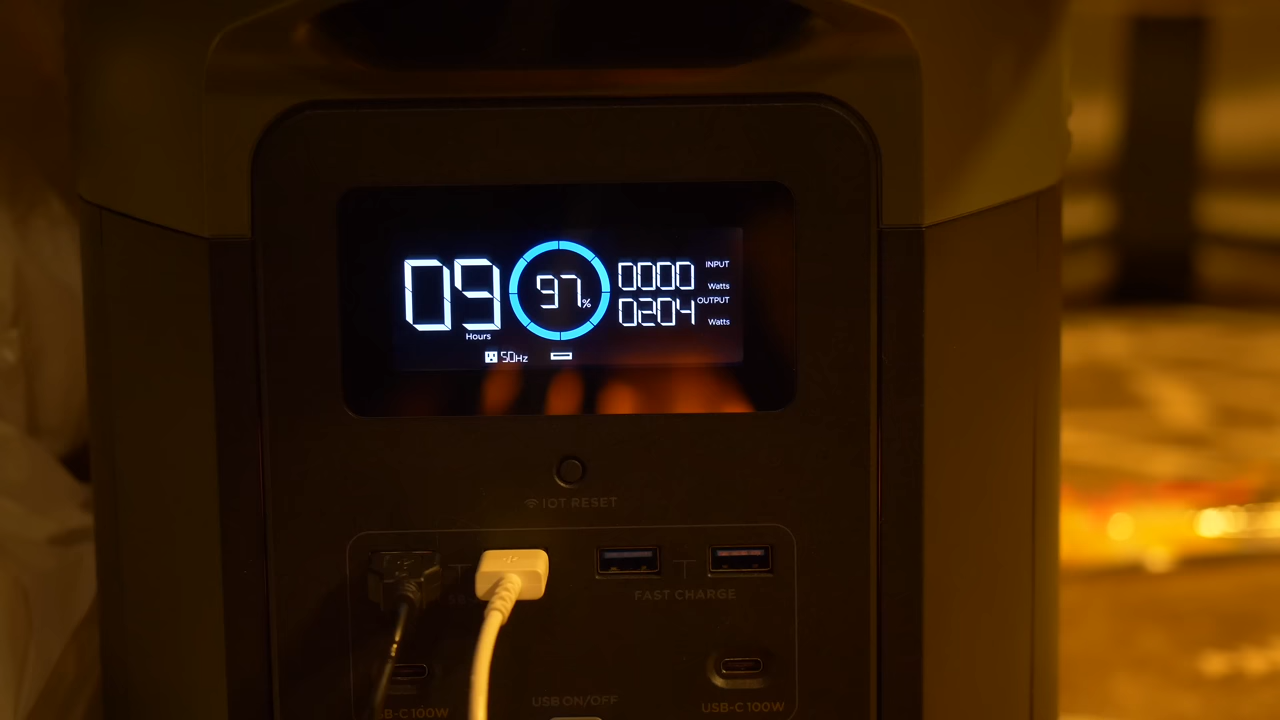 09
Hours
97%
0000 INPUT
Watts
0204 OUTPUT
Watts
50Hz
IOT RESET
FAST CHARGE
USB ON/OFF
USB-C 100W
USB-C 100W